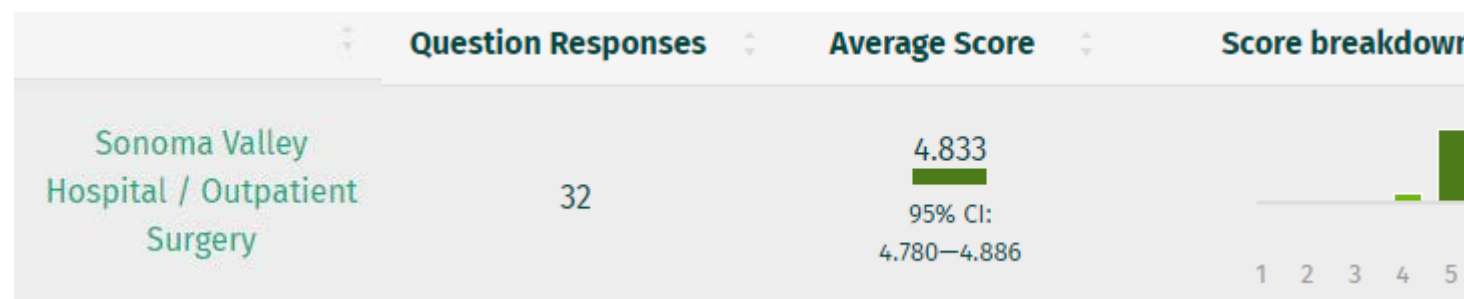 Question Responses Average Score Score breakdown
Sonoma Valley
Hospital / Outpatient
Surgery
32
4.833
95% CI:
4.780—4.886
1 2 3 4 5